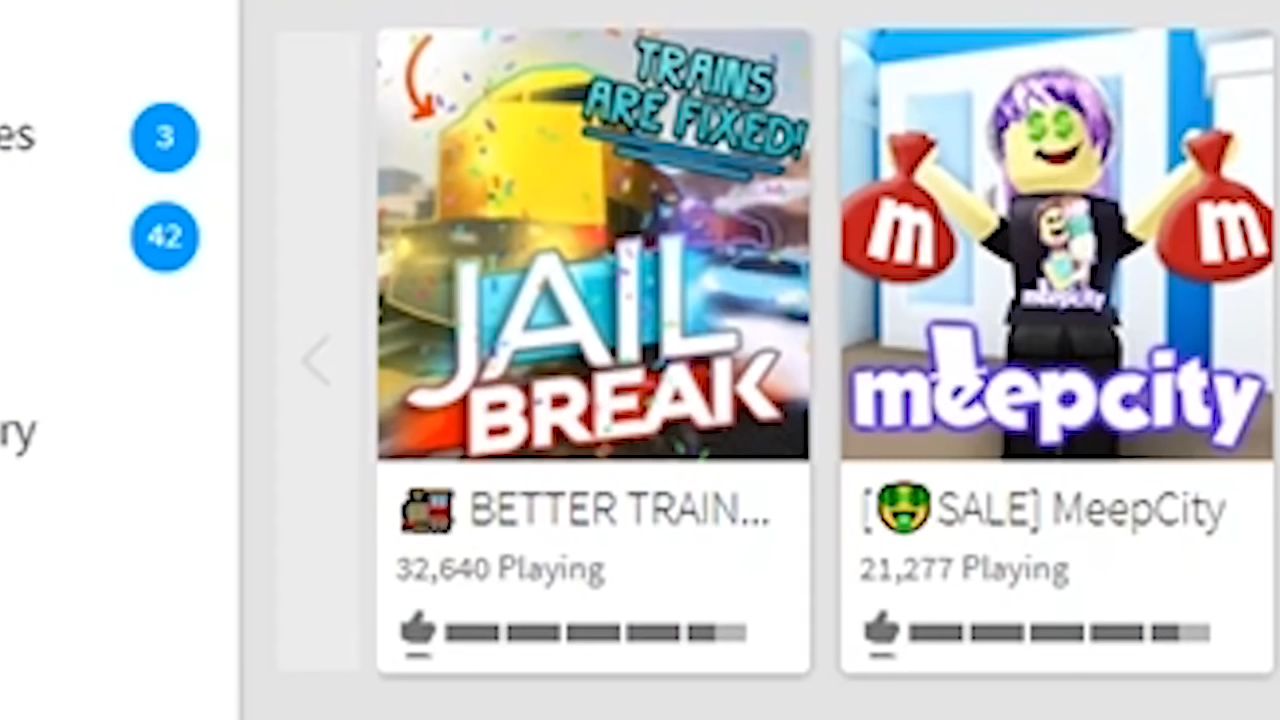 es
3
42
ry
TRAINS
ARE FIXED!
JAIL
BREAK
🚂 BETTER TRAIN...
32,640 Playing
m
m
meepcity
meepcity
[🤑SALE] MeepCity
21,277 Playing